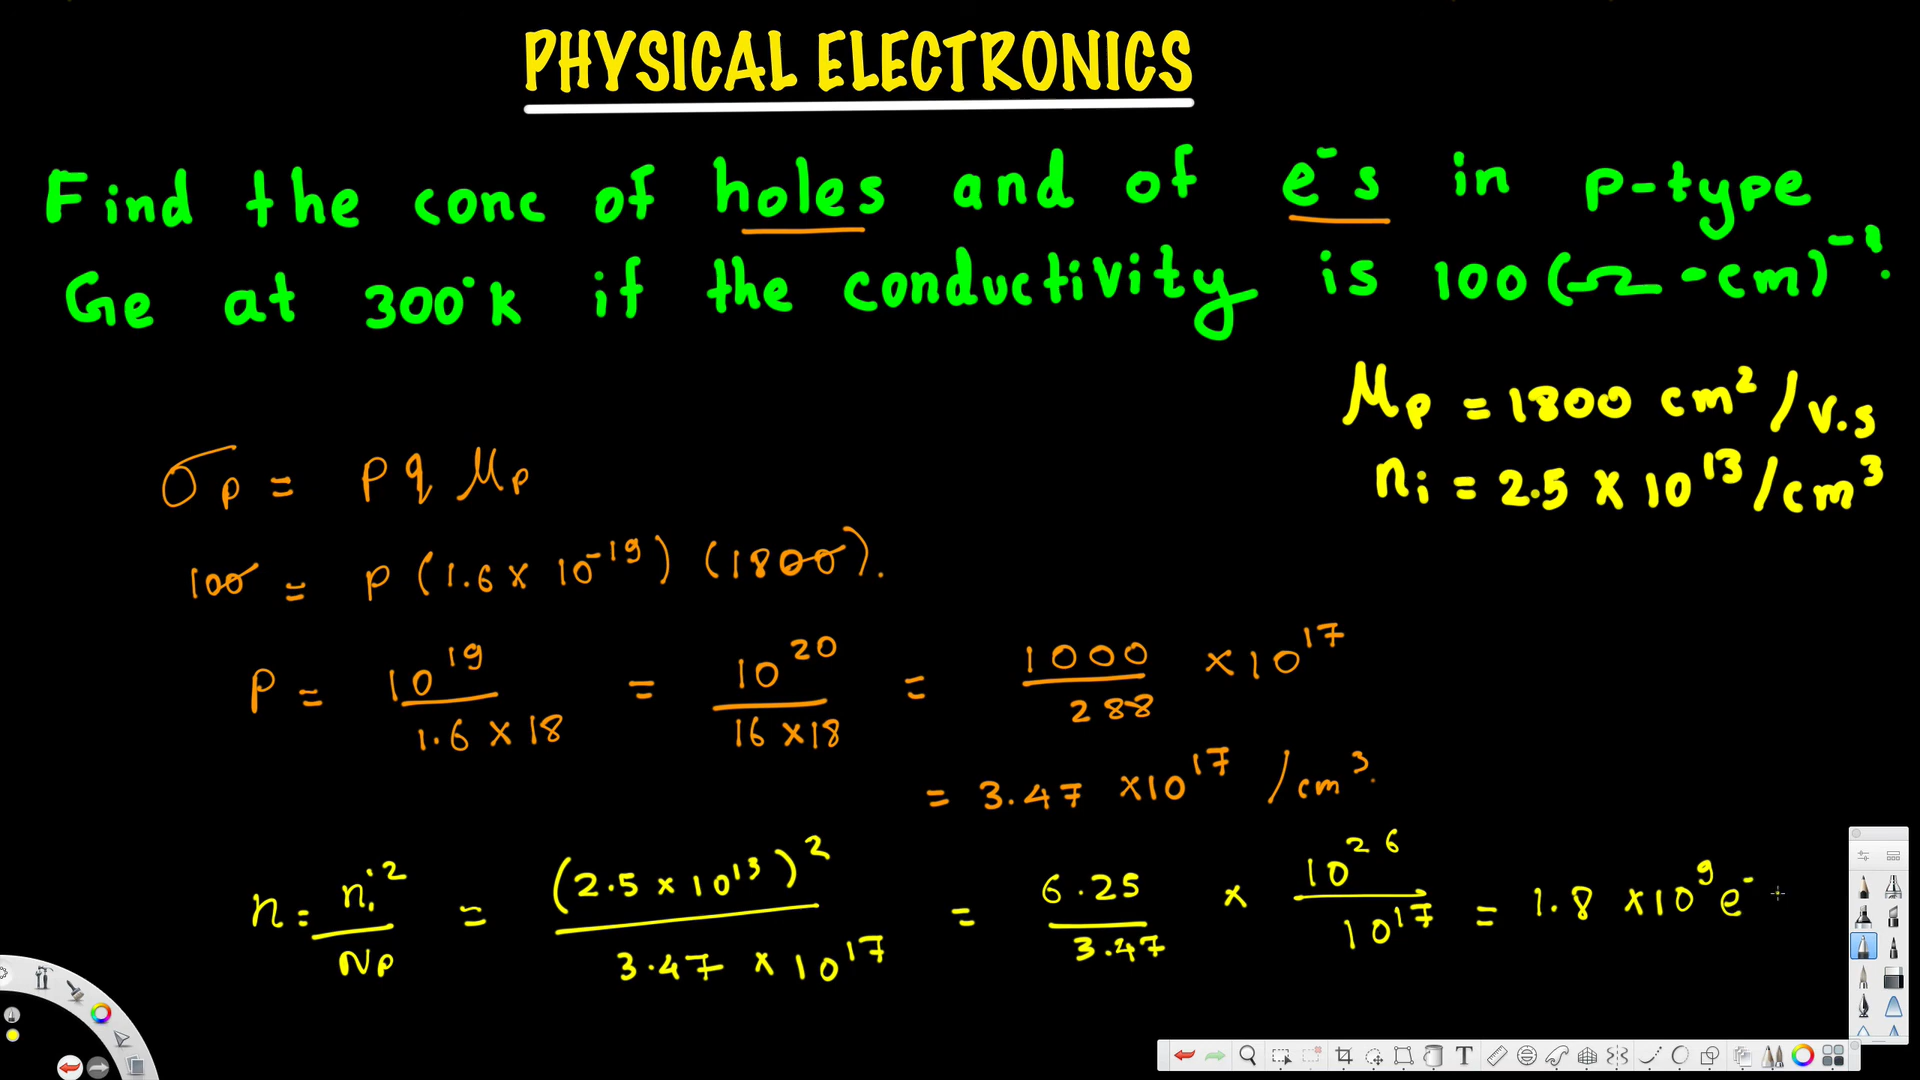 PHYSICAL ELECTRONICS
Find the conc of holes and of e⁻s in p-type
Ge at 300°K if the conductivity is 100 (Ω-cm)⁻¹.
μp = 1800 cm²/V.s
ni = 2.5 × 10¹³/cm³
σp = p q μp
100 = p (1.6 × 10⁻¹⁹) (1800).
P = 10¹⁹ / 1.6 × 18 = 10²⁰ / 16 × 18 = 1000 / 288 × 10¹⁷
= 3.47 × 10¹⁷ /cm³.
n = ni² / Np = (2.5 × 10¹³)² / 3.47 × 10¹⁷ = 6.25 / 3.47 × 10²⁶ / 10¹⁷ = 1.8 × 10⁹ e⁻
T